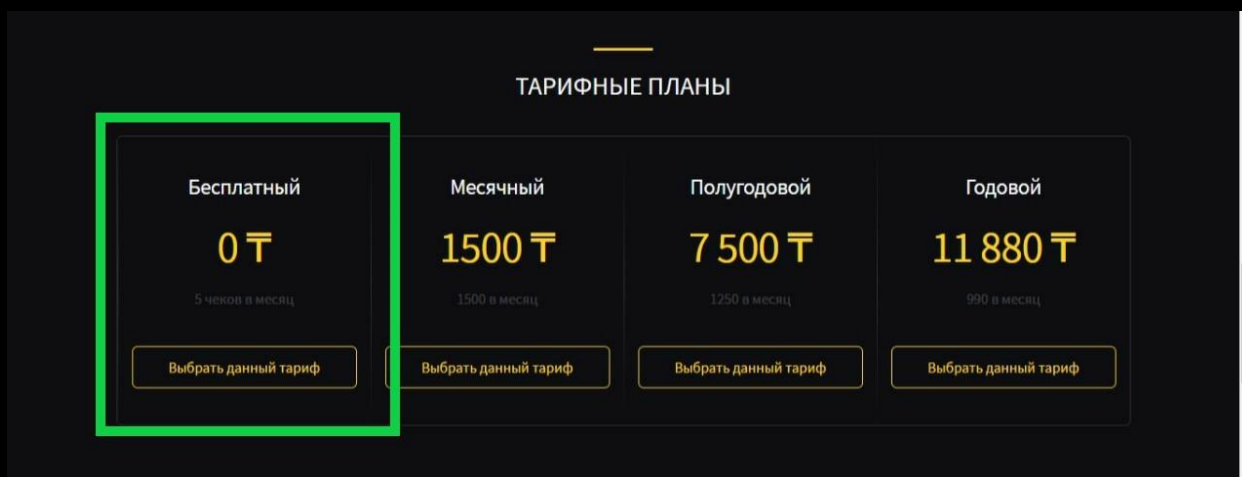 ТАРИФНЫЕ ПЛАНЫ
Бесплатный
0 ₸
5 чеков в месяц
Выбрать данный тариф
Месячный
1500 ₸
1500 в месяц
Выбрать данный тариф
Полугодовой
7 500 ₸
1250 в месяц
Выбрать данный тариф
Годовой
11 880 ₸
990 в месяц
Выбрать данный тариф